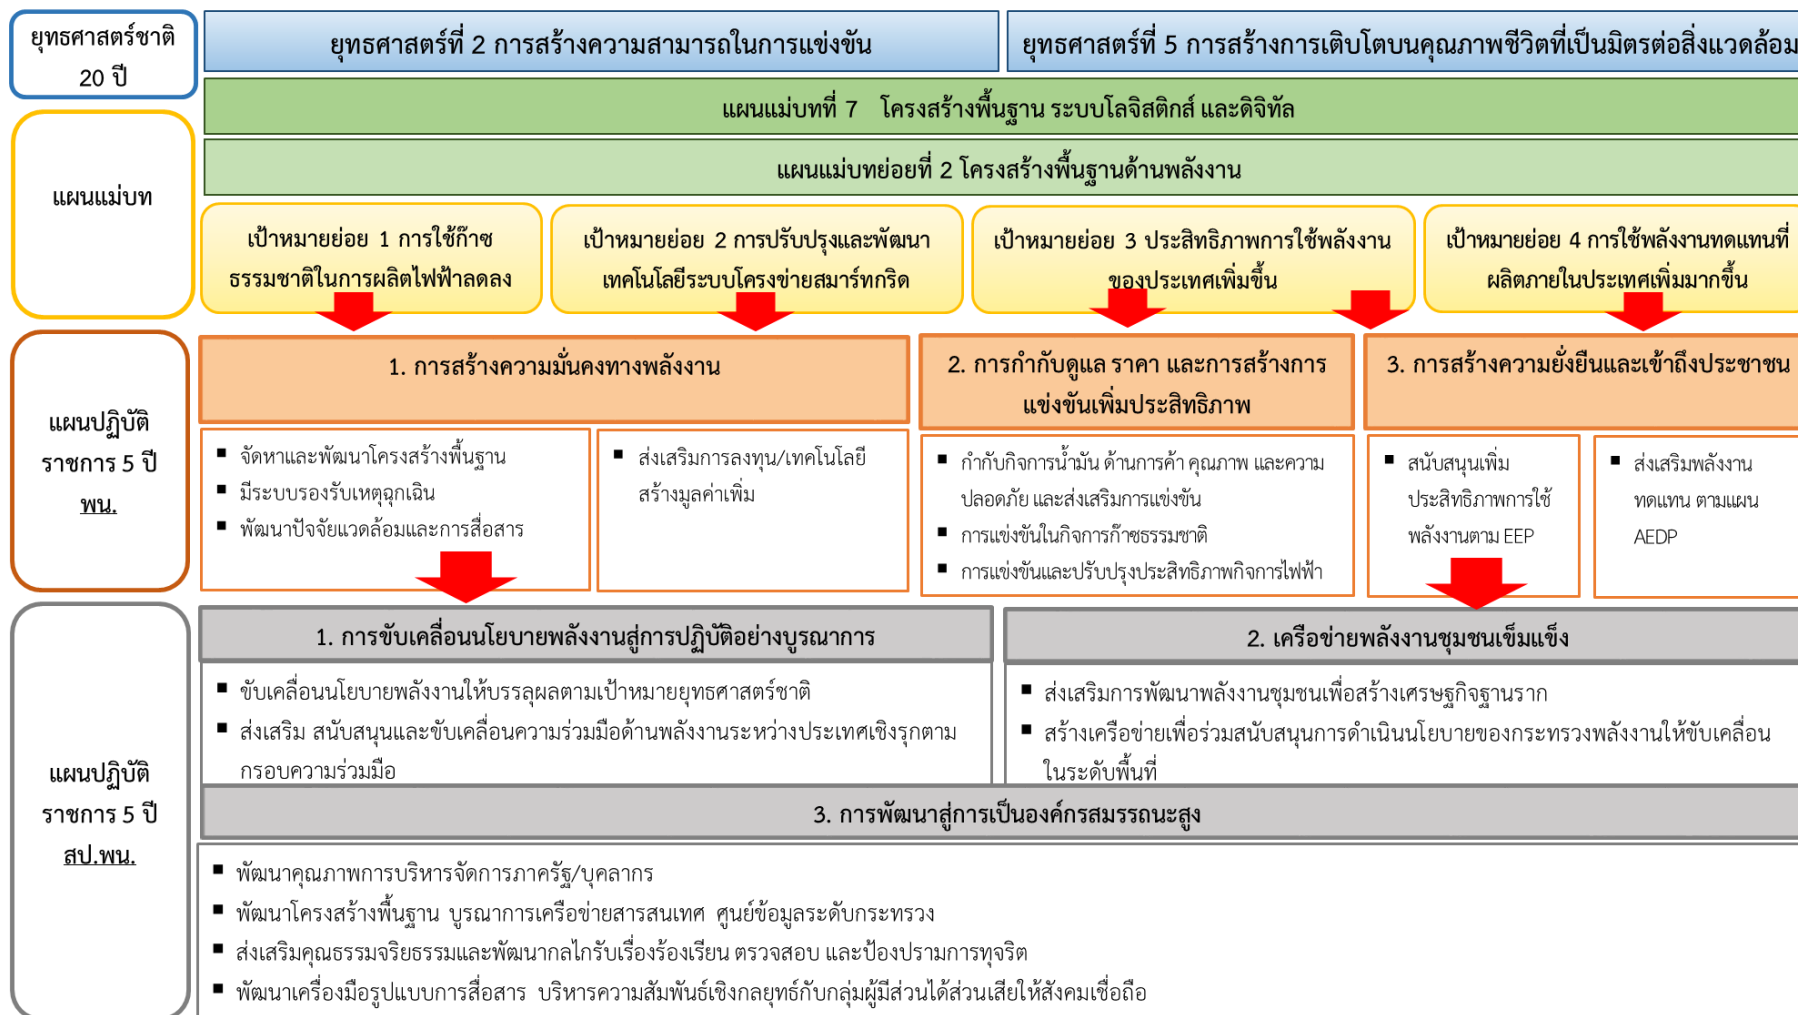 ยุทธศาสตร์ชาติ
20 ปี
ยุทธศาสตร์ที่ 2 การสร้างความสามารถในการแข่งขัน
ยุทธศาสตร์ที่ 5 การสร้างการเติบโตบนคุณภาพชีวิตที่เป็นมิตรต่อสิ่งแวดล้อม
แผนแม่บท
แผนแม่บทที่ 7 โครงสร้างพื้นฐาน ระบบโลจิสติกส์ และดิจิทัล
แผนแม่บทย่อยที่ 2 โครงสร้างพื้นฐานด้านพลังงาน
เป้าหมายย่อย 1 การใช้ก๊าซ
ธรรมชาติในการผลิตไฟฟ้าลดลง
เป้าหมายย่อย 2 การปรับปรุงและพัฒนา
เทคโนโลยีระบบโครงข่ายสมาร์ทกริด
เป้าหมายย่อย 3 ประสิทธิภาพการใช้พลังงาน
ของประเทศเพิ่มขึ้น
เป้าหมายย่อย 4 การใช้พลังงานทดแทนที่
ผลิตภายในประเทศเพิ่มมากขึ้น
แผนปฏิบัติ
ราชการ 5 ปี
พน.
1. การสร้างความมั่นคงทางพลังงาน
▪ จัดหาและพัฒนาโครงสร้างพื้นฐาน
▪ มีระบบรองรับเหตุฉุกเฉิน
▪ พัฒนาปัจจัยแวดล้อมและการสื่อสาร
▪ ส่งเสริมการลงทุน/เทคโนโลยี
สร้างมูลค่าเพิ่ม
2. การกำกับดูแล ราคา และการสร้างการ
แข่งขันเพิ่มประสิทธิภาพ
▪ กำกับกิจการน้ำมัน ด้านการค้า คุณภาพ และความ
ปลอดภัย และส่งเสริมการแข่งขัน
▪ การแข่งขันในกิจการก๊าซธรรมชาติ
▪ การแข่งขันและปรับปรุงประสิทธิภาพกิจการไฟฟ้า
3. การสร้างความยั่งยืนและเข้าถึงประชาชน
▪ สนับสนุนเพิ่ม
ประสิทธิภาพการใช้
พลังงานตาม EEP
▪ ส่งเสริมพลังงาน
ทดแทน ตามแผน
AEDP
แผนปฏิบัติ
ราชการ 5 ปี
สป.พน.
1. การขับเคลื่อนนโยบายพลังงานสู่การปฏิบัติอย่างบูรณาการ
▪ ขับเคลื่อนนโยบายพลังงานให้บรรลุผลตามเป้าหมายยุทธศาสตร์ชาติ
▪ ส่งเสริม สนับสนุนและขับเคลื่อนความร่วมมือด้านพลังงานระหว่างประเทศเชิงรุกตาม
กรอบความร่วมมือ
2. เครือข่ายพลังงานชุมชนเข็มแข็ง
▪ ส่งเสริมการพัฒนาพลังงานชุมชนเพื่อสร้างเศรษฐกิจฐานราก
▪ สร้างเครือข่ายเพื่อร่วมสนับสนุนการดำเนินนโยบายของกระทรวงพลังงานให้ขับเคลื่อน
ในระดับพื้นที่
3. การพัฒนาสู่การเป็นองค์กรสมรรถนะสูง
▪ พัฒนาคุณภาพการบริหารจัดการภาครัฐ/บุคลากร
▪ พัฒนาโครงสร้างพื้นฐาน บูรณาการเครือข่ายสารสนเทศ ศูนย์ข้อมูลระดับกระทรวง
▪ ส่งเสริมคุณธรรมจริยธรรมและพัฒนากลไกรับเรื่องร้องเรียน ตรวจสอบ และป้องปรามการทุจริต
▪ พัฒนาเครื่องมือรูปแบบการสื่อสาร บริหารความสัมพันธ์เชิงกลยุทธ์กับกลุ่มผู้มีส่วนได้ส่วนเสียให้สังคมเชื่อถือ